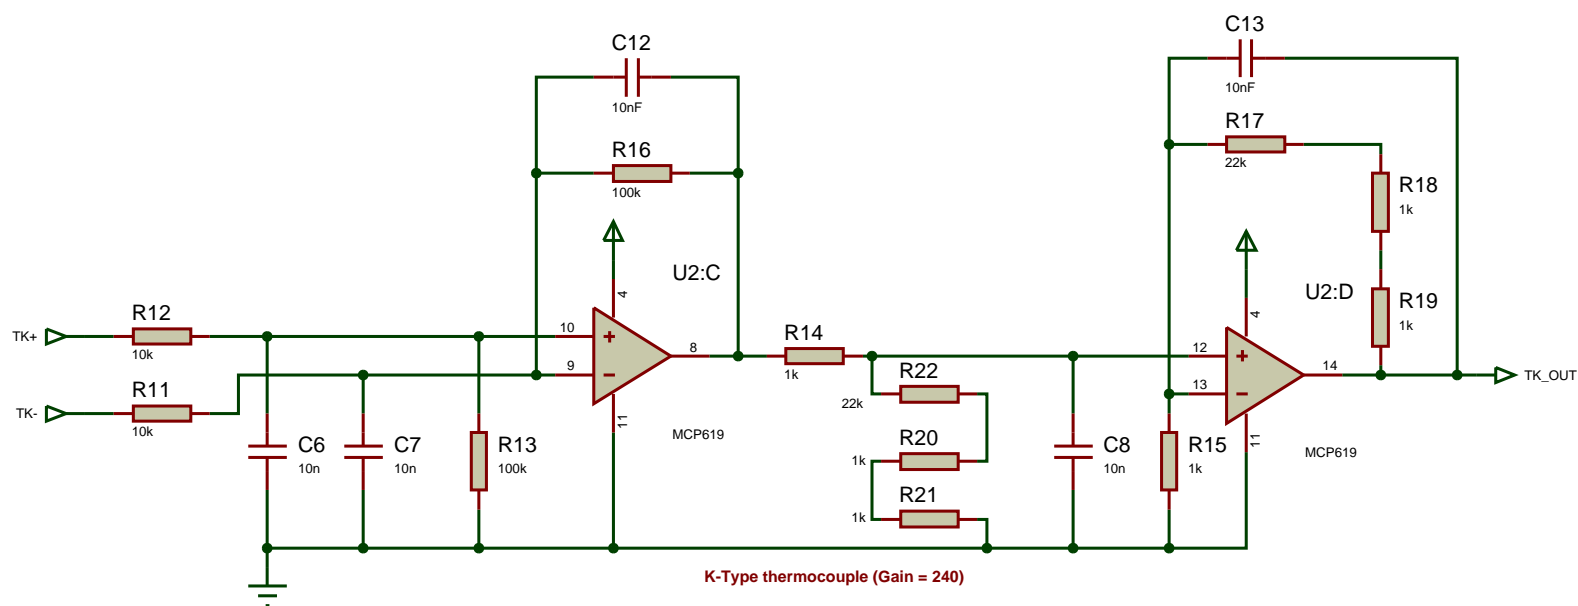 C13
10nF
C12
10nF
R17
22k
R16
100k
R18
1k
U2:C
4
U2:D
4
R19
1k
TK+
R12
10k
10
9
8
R14
1k
12
13
14
TK_OUT
TK-
R11
10k
R22
22k
11
MCP619
11
MCP619
C6
10n
C7
10n
R13
100k
R20
1k
C8
10n
R15
1k
R21
1k
K-Type thermocouple (Gain = 240)